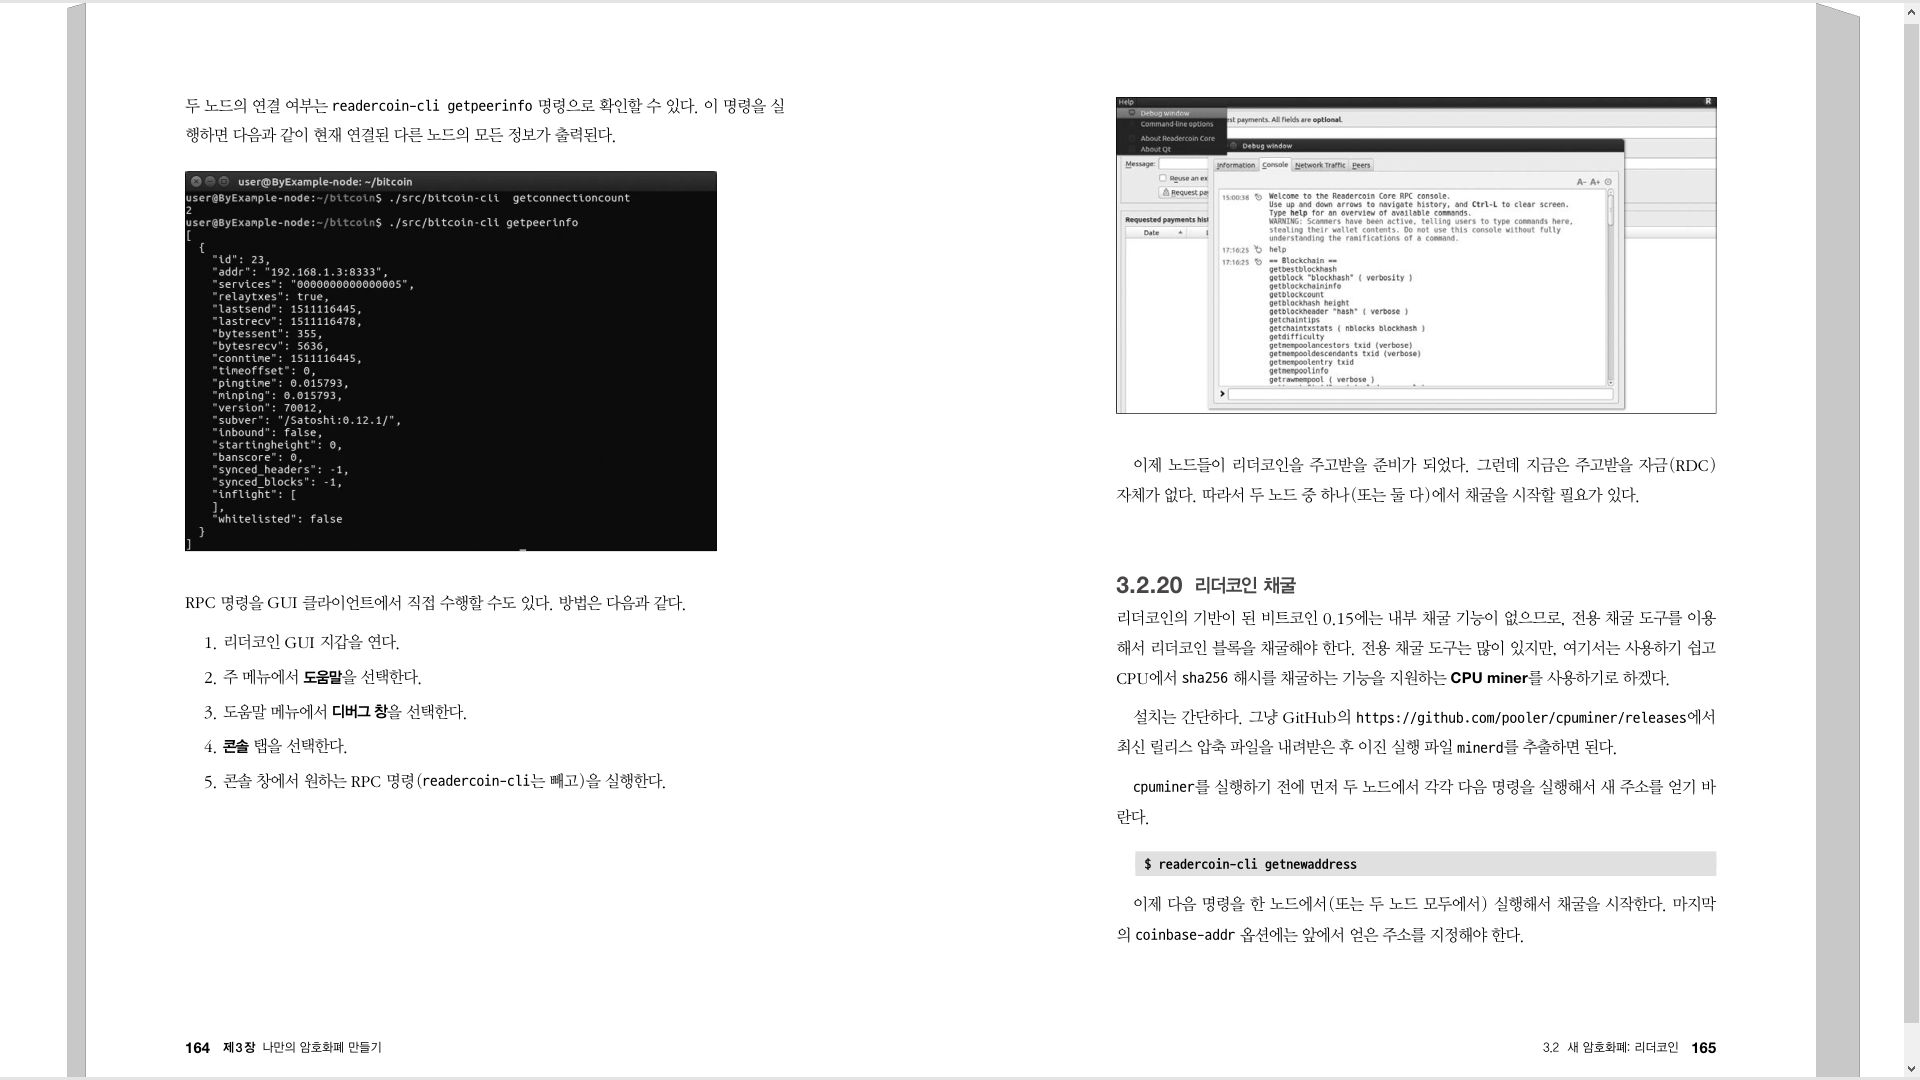 두 노드의 연결 여부는 readercoin-cli getpeerinfo 명령으로 확인할 수 있다. 이 명령을 실
행하면 다음과 같이 현재 연결된 다른 노드의 모든 정보가 출력된다.
user@ByExample-node: ~/bitcoin
user@ByExample-node:~/bitcoin$ ./src/bitcoin-cli  getconnectioncount
2
user@ByExample-node:~/bitcoin$ ./src/bitcoin-cli getpeerinfo
[
{
"id": 23,
"addr": "192.168.1.3:8333",
"services": "0000000000000005",
"relaytxes": true,
"lastsend": 1511116445,
"lastrecv": 1511116478,
"bytessent": 355,
"bytesrecv": 5636,
"conntime": 1511116445,
"timeoffset": 0,
"pingtime": 0.015793,
"minping": 0.015793,
"version": 70012,
"subver": "/Satoshi:0.12.1/",
"inbound": false,
"startingheight": 0,
"banscore": 0,
"synced_headers": -1,
"synced_blocks": -1,
"inflight": [
],
"whitelisted": false
}
]
RPC 명령을 GUI 클라이언트에서 직접 수행할 수도 있다. 방법은 다음과 같다.
1. 리더코인 GUI 지갑을 연다.
2. 주 메뉴에서 도움말을 선택한다.
3. 도움말 메뉴에서 디버그 창을 선택한다.
4. 콘솔 탭을 선택한다.
5. 콘솔 창에서 원하는 RPC 명령(readercoin-cli는 빼고)을 실행한다.
164 제3장 나만의 암호화폐 만들기
Help
R
Debug window
Command-line options
About Readercoin Core
About Qt
st payments. All fields are optional.
Debug window
Message:
Reuse an ex
Request pay
Requested payments hist
Date
Information Console Network Traffic Peers
A- A+
15:00:38 Welcome to the Readercoin Core RPC console.
Use up and down arrows to navigate history, and Ctrl-L to clear screen.
Type help for an overview of available commands.
WARNING: Scammers have been active, telling users to type commands here,
stealing their wallet contents. Do not use this console without fully
understanding the ramifications of a command.
17:16:25 help
17:16:25 == Blockchain ==
getbestblockhash
getblock "blockhash" ( verbosity )
getblockchaininfo
getblockcount
getblockhash height
getblockheader "hash" ( verbose )
getchaintips
getchaintxstats ( nblocks blockhash )
getdifficulty
getmempoolancestors txid (verbose)
getmempooldescendants txid (verbose)
getmempoolentry txid
getmempoolinfo
getrawmempool ( verbose )
이제 노드들이 리더코인을 주고받을 준비가 되었다. 그런데 지금은 주고받을 자금(RDC)
자체가 없다. 따라서 두 노드 중 하나(또는 둘 다)에서 채굴을 시작할 필요가 있다.
3.2.20 리더코인 채굴
리더코인의 기반이 된 비트코인 0.15에는 내부 채굴 기능이 없으므로, 전용 채굴 도구를 이용
해서 리더코인 블록을 채굴해야 한다. 전용 채굴 도구는 많이 있지만, 여기서는 사용하기 쉽고
CPU에서 sha256 해시를 채굴하는 기능을 지원하는 CPU miner를 사용하기로 하겠다.
설치는 간단하다. 그냥 GitHub의 https://github.com/pooler/cpuminer/releases에서
최신 릴리스 압축 파일을 내려받은 후 이진 실행 파일 minerd를 추출하면 된다.
cpuminer를 실행하기 전에 먼저 두 노드에서 각각 다음 명령을 실행해서 새 주소를 얻기 바
란다.
$ readercoin-cli getnewaddress
이제 다음 명령을 한 노드에서(또는 두 노드 모두에서) 실행해서 채굴을 시작한다. 마지막
의 coinbase-addr 옵션에는 앞에서 얻은 주소를 지정해야 한다.
3.2 새 암호화폐: 리더코인 165